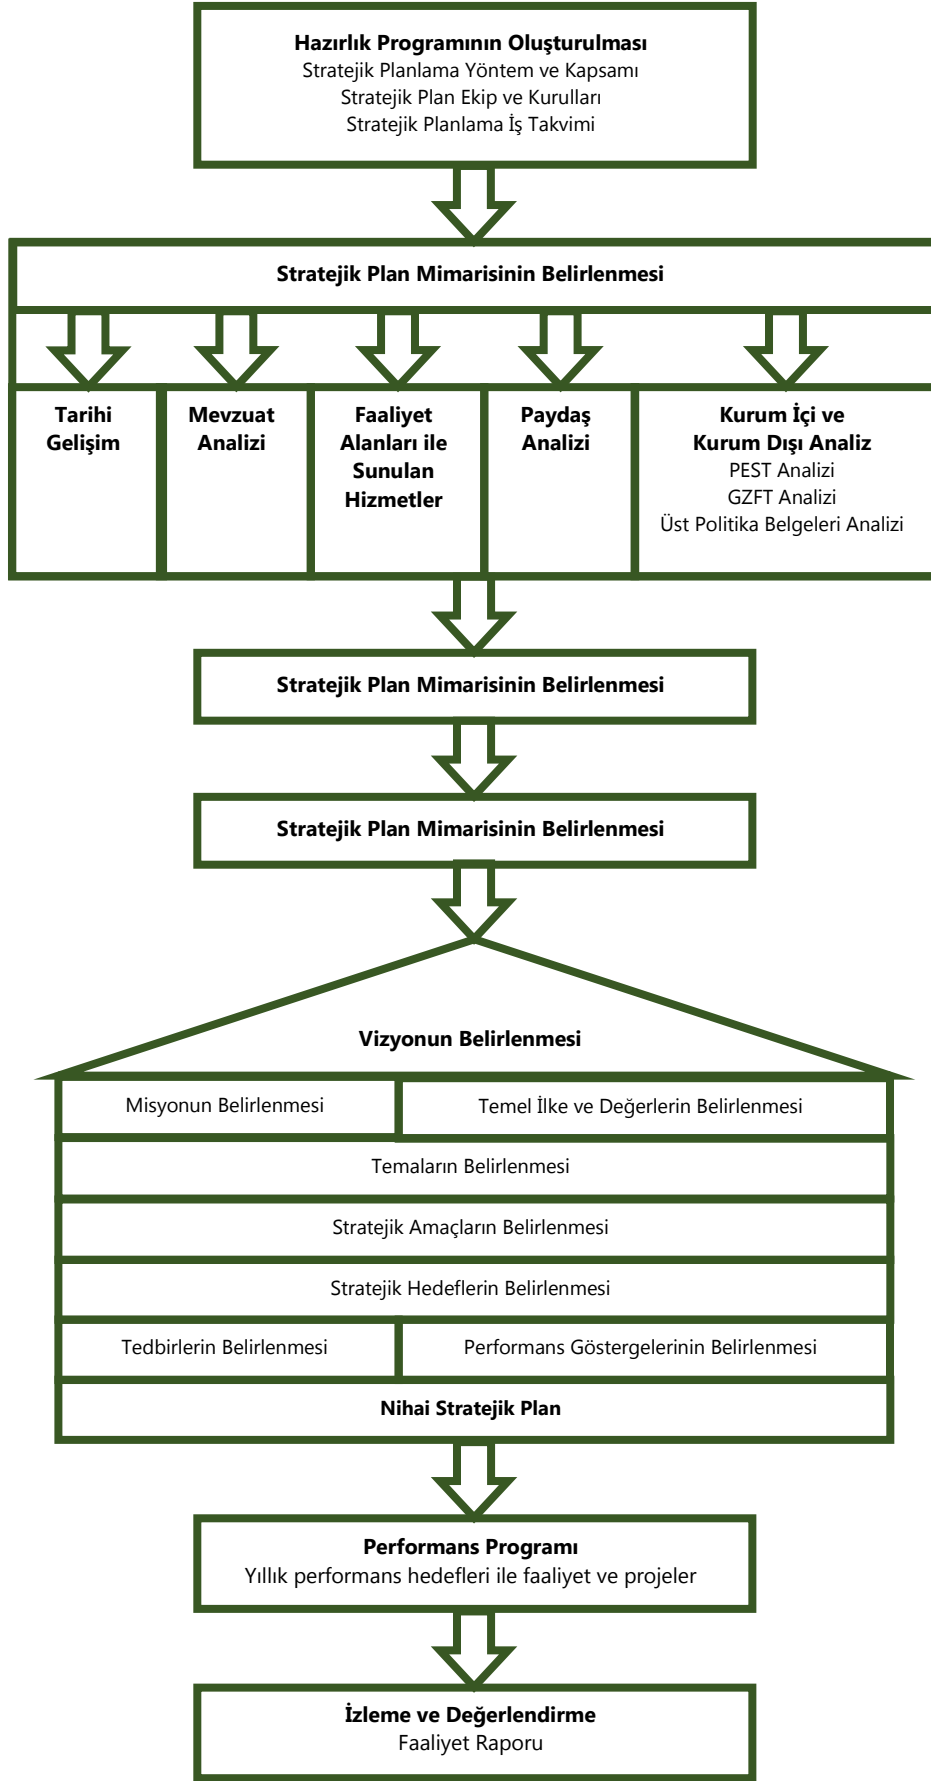 Hazırlık Programının Oluşturulması
Stratejik Planlama Yöntem ve Kapsamı
Stratejik Plan Ekip ve Kurulları
Stratejik Planlama İş Takvimi
Stratejik Plan Mimarisinin Belirlenmesi
Tarihi
Gelişim
Mevzuat
Analizi
Faaliyet
Alanları ile
Sunulan
Hizmetler
Paydaş
Analizi
Kurum İçi ve
Kurum Dışı Analiz
PEST Analizi
GZFT Analizi
Üst Politika Belgeleri Analizi
Stratejik Plan Mimarisinin Belirlenmesi
Stratejik Plan Mimarisinin Belirlenmesi
Vizyonun Belirlenmesi
Misyonun Belirlenmesi
Temel İlke ve Değerlerin Belirlenmesi
Temaların Belirlenmesi
Stratejik Amaçların Belirlenmesi
Stratejik Hedeflerin Belirlenmesi
Tedbirlerin Belirlenmesi
Performans Göstergelerinin Belirlenmesi
Nihai Stratejik Plan
Performans Programı
Yıllık performans hedefleri ile faaliyet ve projeler
İzleme ve Değerlendirme
Faaliyet Raporu